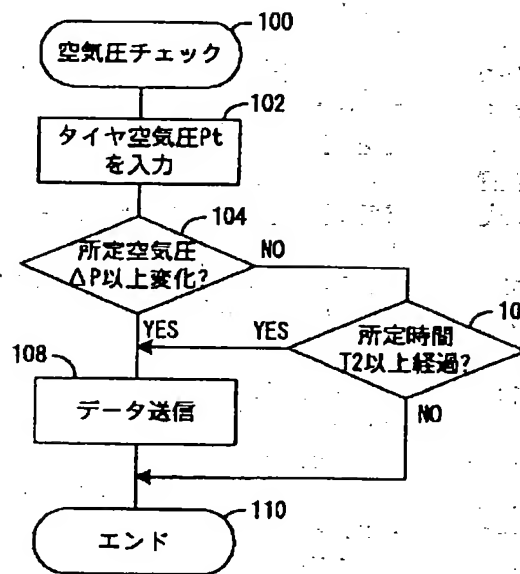 100
空気圧チェック
102
タイヤ空気圧Pt
を入力
104
所定空気圧
ΔP以上変化?
NO
YES
YES
所定時間
T2以上経過?
NO
108
データ送信
110
エンド